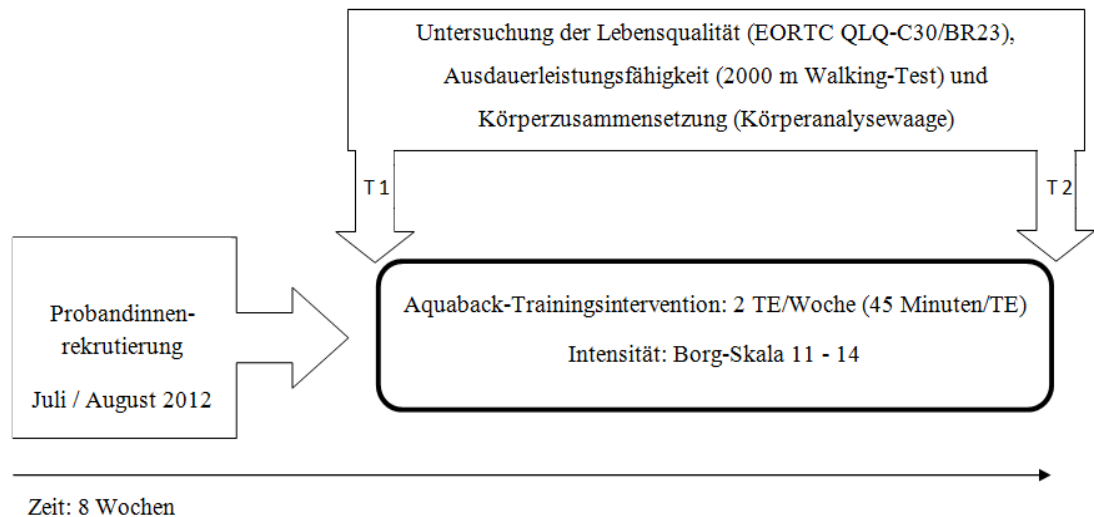 Untersuchung der Lebensqualität (EORTC QLQ-C30/BR23),
Ausdauerleistungsfähigkeit (2000 m Walking-Test) und
Körperzusammensetzung (Körperanalysewaage)
T 1
T 2
Probandinnen-
rekrutierung
Juli / August 2012
Aquaback-Trainingsintervention: 2 TE/Woche (45 Minuten/TE)
Intensität: Borg-Skala 11 - 14
Zeit: 8 Wochen